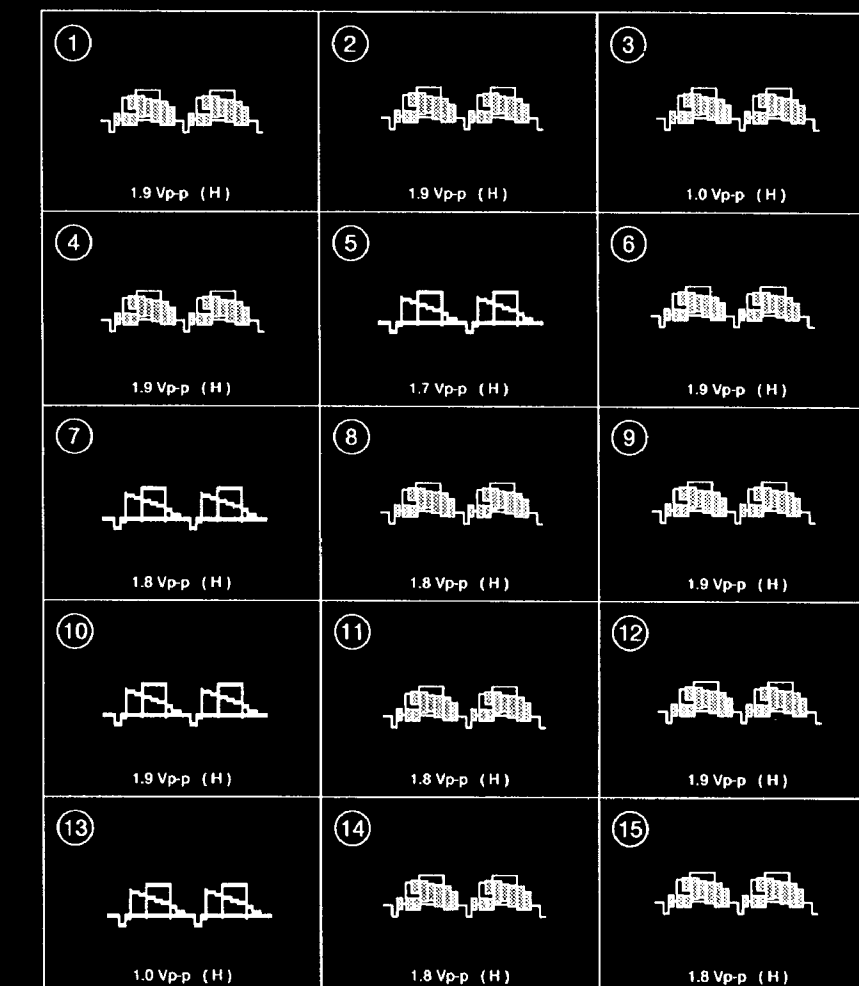 ① ② ③
1.9 Vp-p (H) 1.9 Vp-p (H) 1.0 Vp-p (H)
④ ⑤ ⑥
1.9 Vp-p (H) 1.7 Vp-p (H) 1.9 Vp-p (H)
⑦ ⑧ ⑨
1.8 Vp-p (H) 1.8 Vp-p (H) 1.9 Vp-p (H)
⑩ ⑪ ⑫
1.9 Vp-p (H) 1.8 Vp-p (H) 1.9 Vp-p (H)
⑬ ⑭ ⑮
1.0 Vp-p (H) 1.8 Vp-p (H) 1.8 Vp-p (H)